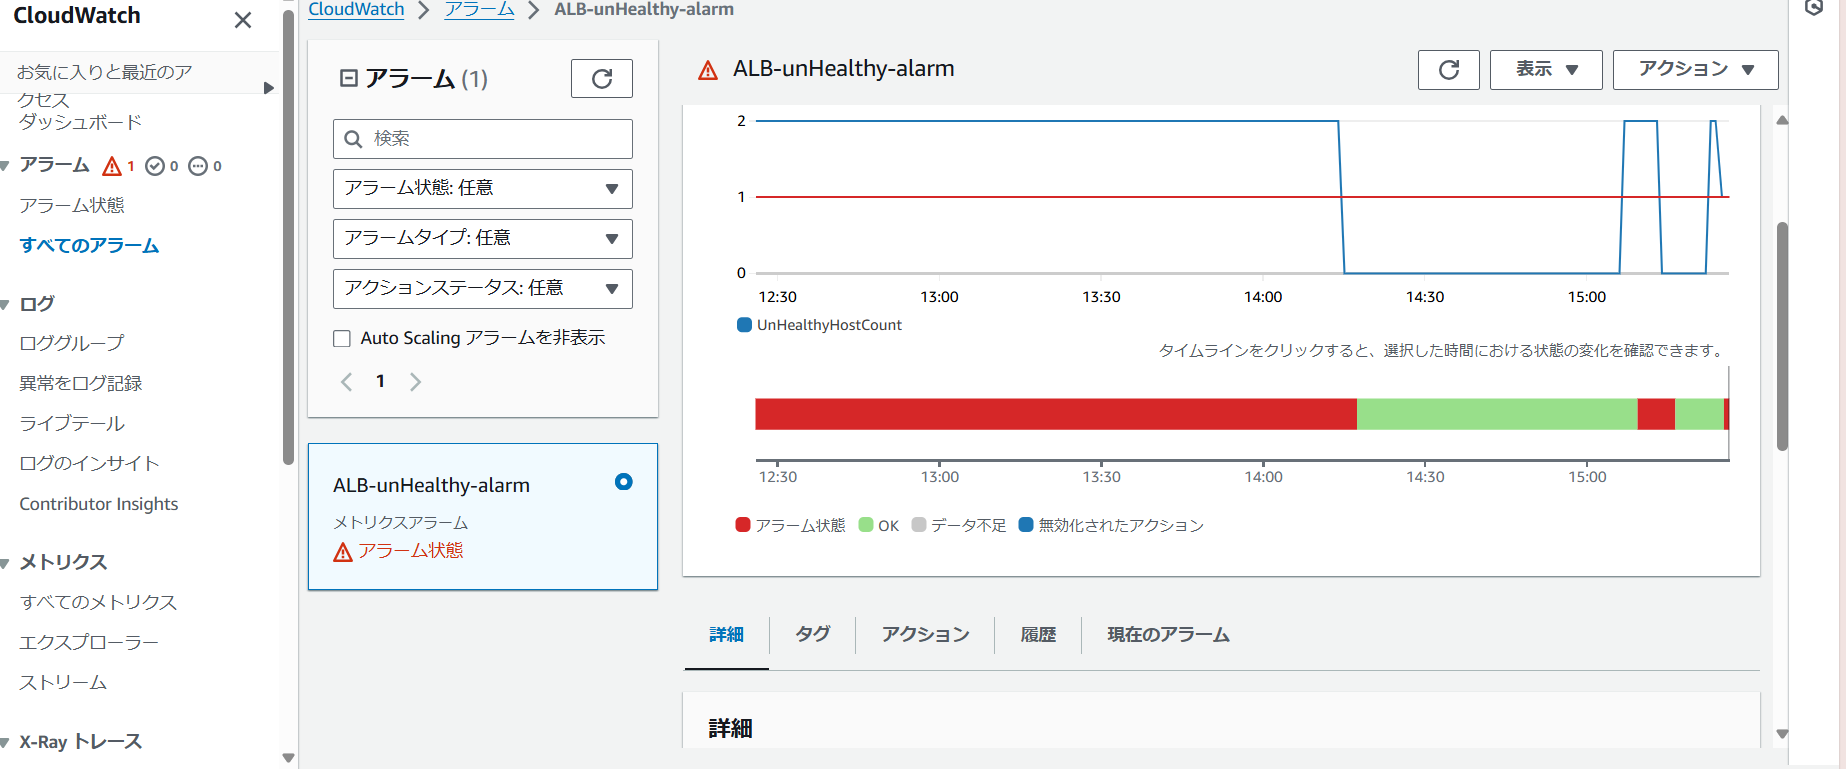 CloudWatch
お気に入りと最近のア
クセス
ダッシュボード
アラーム 1 0 0
アラーム状態
すべてのアラーム
ログ
ロググループ
異常をログ記録
ライブテール
ログのインサイト
Contributor Insights
メトリクス
すべてのメトリクス
エクスプローラー
ストリーム
X-Ray トレース
CloudWatch アラーム ALB-unHealthy-alarm
アラーム (1)
検索
アラーム状態: 任意
アラームタイプ: 任意
アクションステータス: 任意
Auto Scaling アラームを非表示
1
ALB-unHealthy-alarm
メトリクスアラーム
アラーム状態
ALB-unHealthy-alarm
表示
アクション
2
1
0
12:30 13:00 13:30 14:00 14:30 15:00
UnHealthyHostCount
タイムラインをクリックすると、選択した時間における状態の変化を確認できます。
12:30 13:00 13:30 14:00 14:30 15:00
アラーム状態 OK データ不足 無効化されたアクション
詳細 タグ アクション 履歴 現在のアラーム
詳細